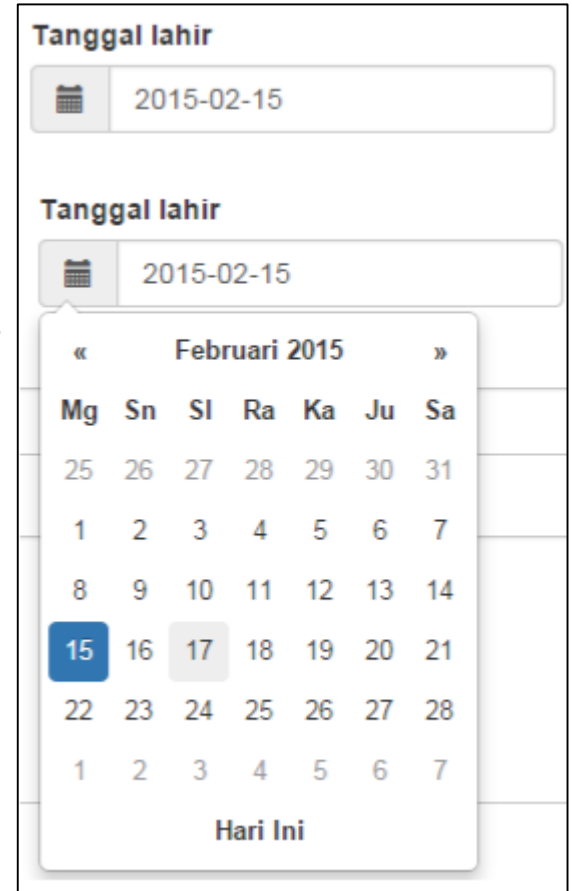 Tanggal lahir
2015-02-15
Tanggal lahir
2015-02-15
« Februari 2015 »
Mg Sn Sl Ra Ka Ju Sa
25 26 27 28 29 30 31
1 2 3 4 5 6 7
8 9 10 11 12 13 14
15 16 17 18 19 20 21
22 23 24 25 26 27 28
1 2 3 4 5 6 7
Hari Ini